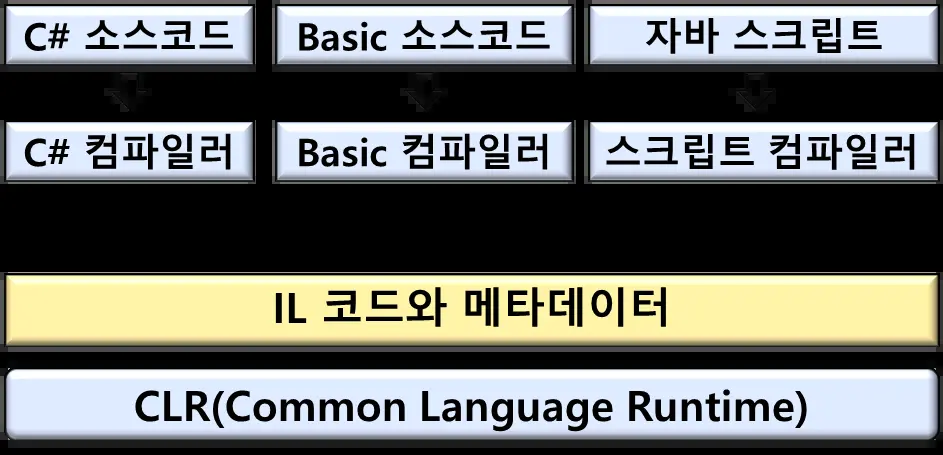 C# 소스코드
Basic 소스코드
자바 스크립트
C# 컴파일러
Basic 컴파일러
스크립트 컴파일러
IL 코드와 메타데이터
CLR(Common Language Runtime)